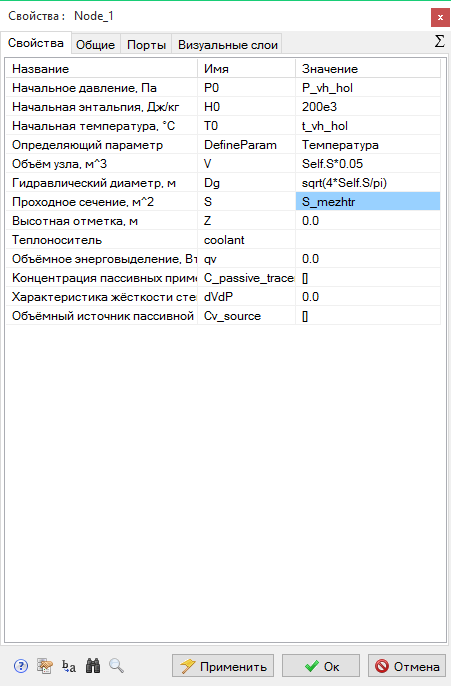 Свойства : Node_1
x
Свойства Общие Порты Визуальные слои Σ
Название Имя Значение
Начальное давление, Па P0 P_vh_hol
Начальная энтальпия, Дж/кг H0 200e3
Начальная температура, °C T0 t_vh_hol
Определяющий параметр DefineParam Температура
Объём узла, м^3 V Self.S*0.05
Гидравлический диаметр, м Dg sqrt(4*Self.S/pi)
Проходное сечение, м^2 S S_mezhtr
Высотная отметка, м Z 0.0
Теплоноситель coolant
Объёмное энерговыделение, Вт qv 0.0
Концентрация пассивных приме C_passive_tracer []
Характеристика жёсткости сте dVdP 0.0
Объёмный источник пассивной Cv_source []
? b a Применить Ok Отмена